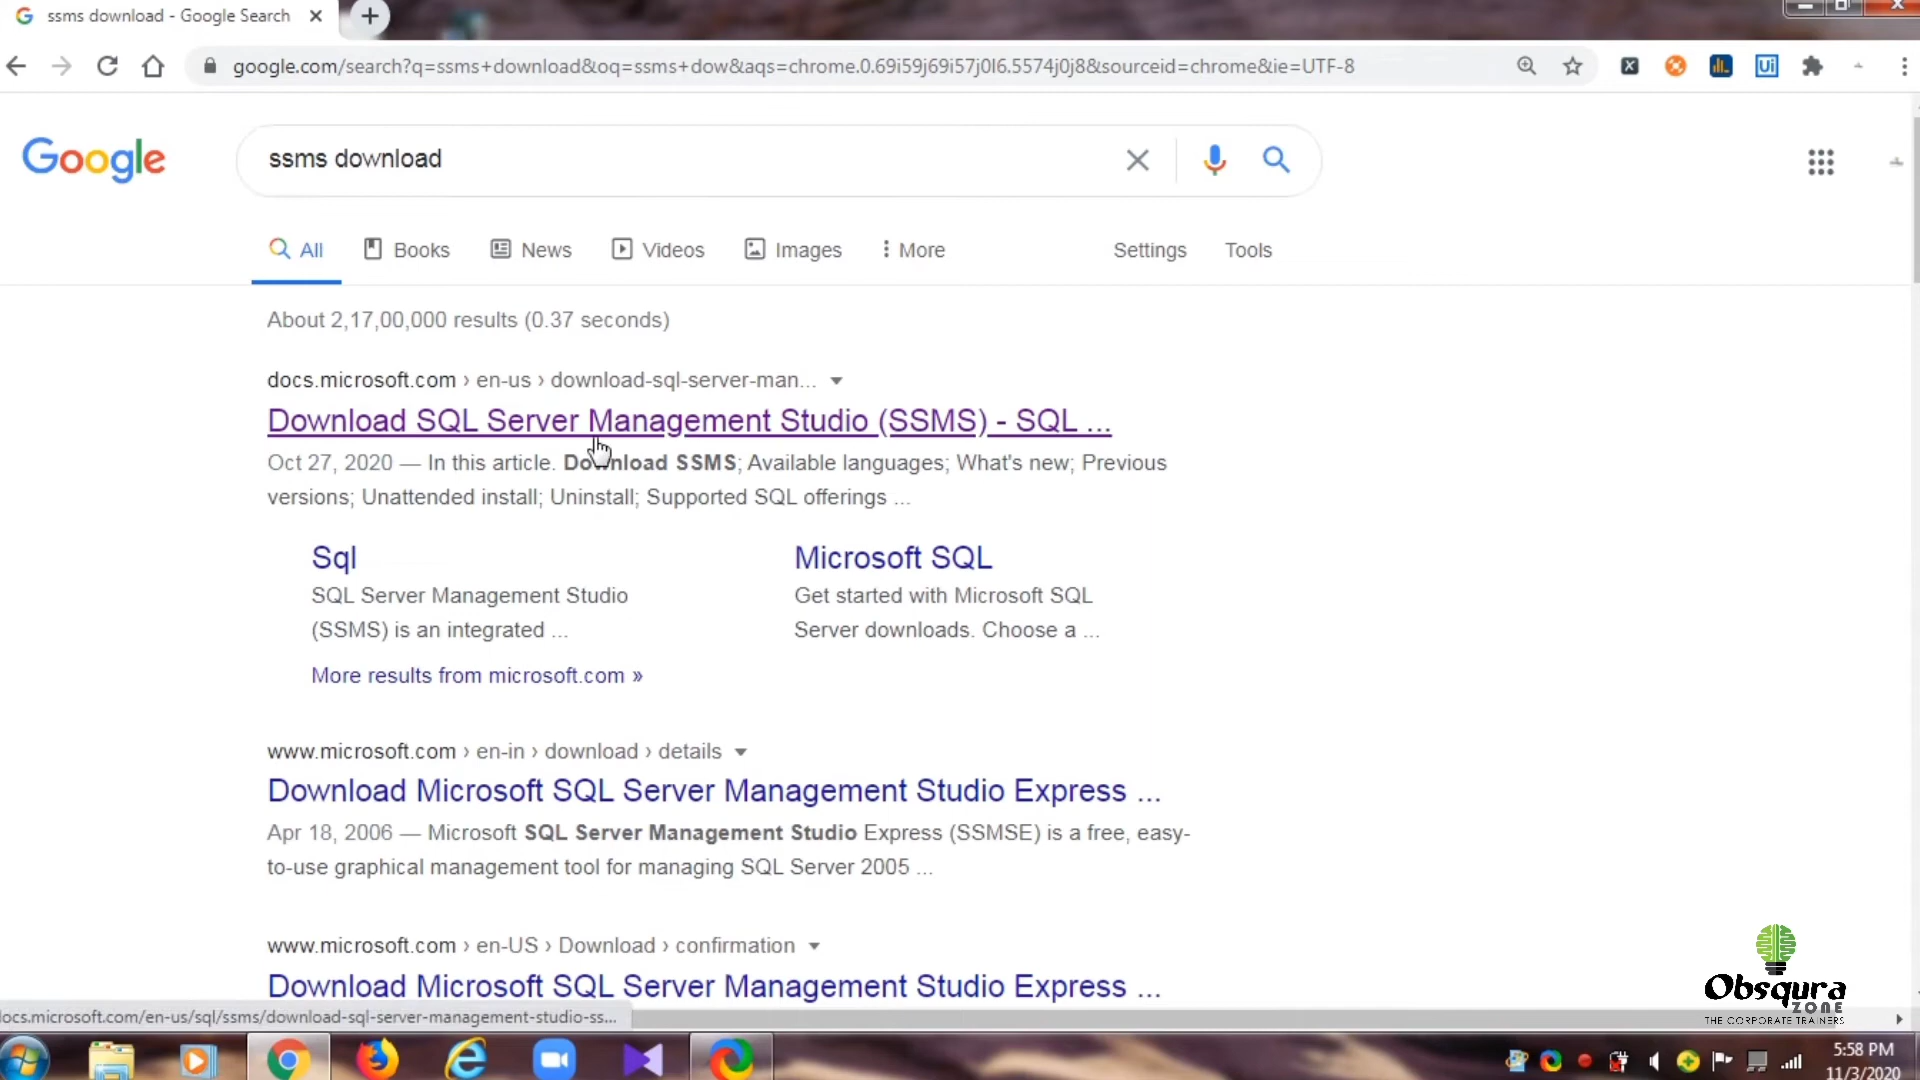 ssms download - Google Search
google.com/search?q=ssms+download&oq=ssms+dow&aqs=chrome.0.69i59j69i57j0l6.5574j0j8&sourceid=chrome&ie=UTF-8
Google
ssms download
All Books News Videos Images More Settings Tools
About 2,17,00,000 results (0.37 seconds)
docs.microsoft.com › en-us › download-sql-server-man...
Download SQL Server Management Studio (SSMS) - SQL ...
Oct 27, 2020 — In this article. Download SSMS; Available languages; What's new; Previous
versions; Unattended install; Uninstall; Supported SQL offerings ...
Sql
SQL Server Management Studio
(SSMS) is an integrated ...
Microsoft SQL
Get started with Microsoft SQL
Server downloads. Choose a ...
More results from microsoft.com »
www.microsoft.com › en-in › download › details
Download Microsoft SQL Server Management Studio Express ...
Apr 18, 2006 — Microsoft SQL Server Management Studio Express (SSMSE) is a free, easy-
to-use graphical management tool for managing SQL Server 2005 ...
www.microsoft.com › en-US › Download › confirmation
Download Microsoft SQL Server Management Studio Express ...
docs.microsoft.com/en-us/sql/ssms/download-sql-server-management-studio-ss...
Obsqura
ZONE
THE CORPORATE TRAINERS
5:58 PM
11/3/2020